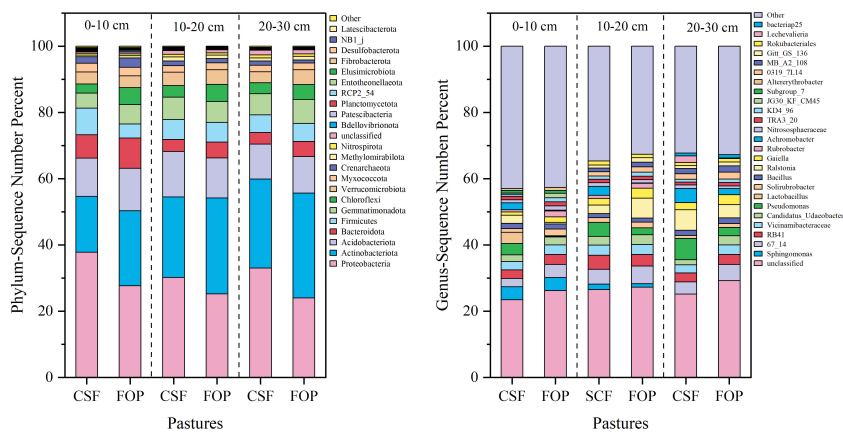 0-10 cm
10-20 cm
20-30 cm
Phylum-Sequence Number Percent
100
80
60
40
20
0
CSF
FOP
CSF
FOP
CSF
FOP
Pastures
Other
Latescibacterota
NB1_j
Desulfobacterota
Fibrobacterota
Elusimicrobiota
Entotheonellaeota
RCP2_54
Planctomycetota
Patescibacteria
Bdellovibrionota
unclassified
Nitrospirota
Methylomirabilota
Crenarchaeota
Myxococcota
Verrucomicrobiota
Chloroflexi
Gemmatimonadota
Firmicutes
Bacteroidota
Acidobacteriota
Actinobacteriota
Proteobacteria
0-10 cm
10-20 cm
20-30 cm
Genus-Sequence Number Percent
100
80
60
40
20
0
CSF
FOP
SCF
FOP
CSF
FOP
Pastures
Other
bacteriap25
Lechevalieria
Rokubacteriales
Gitt_GS_136
MB_A2_108
0319_7L14
Altererythrobacter
Subgroup_7
JG30_KF_CM45
KD4_96
TRA3_20
Nitrososphaeraceae
Achromobacter
Rubrobacter
Gaiella
Ralstonia
Bacillus
Solirubrobacter
Lactobacillus
Pseudomonas
Candidatus_Udaeobacter
Vicinamibacteraceae
RB41
67_14
Sphingomonas
unclassified